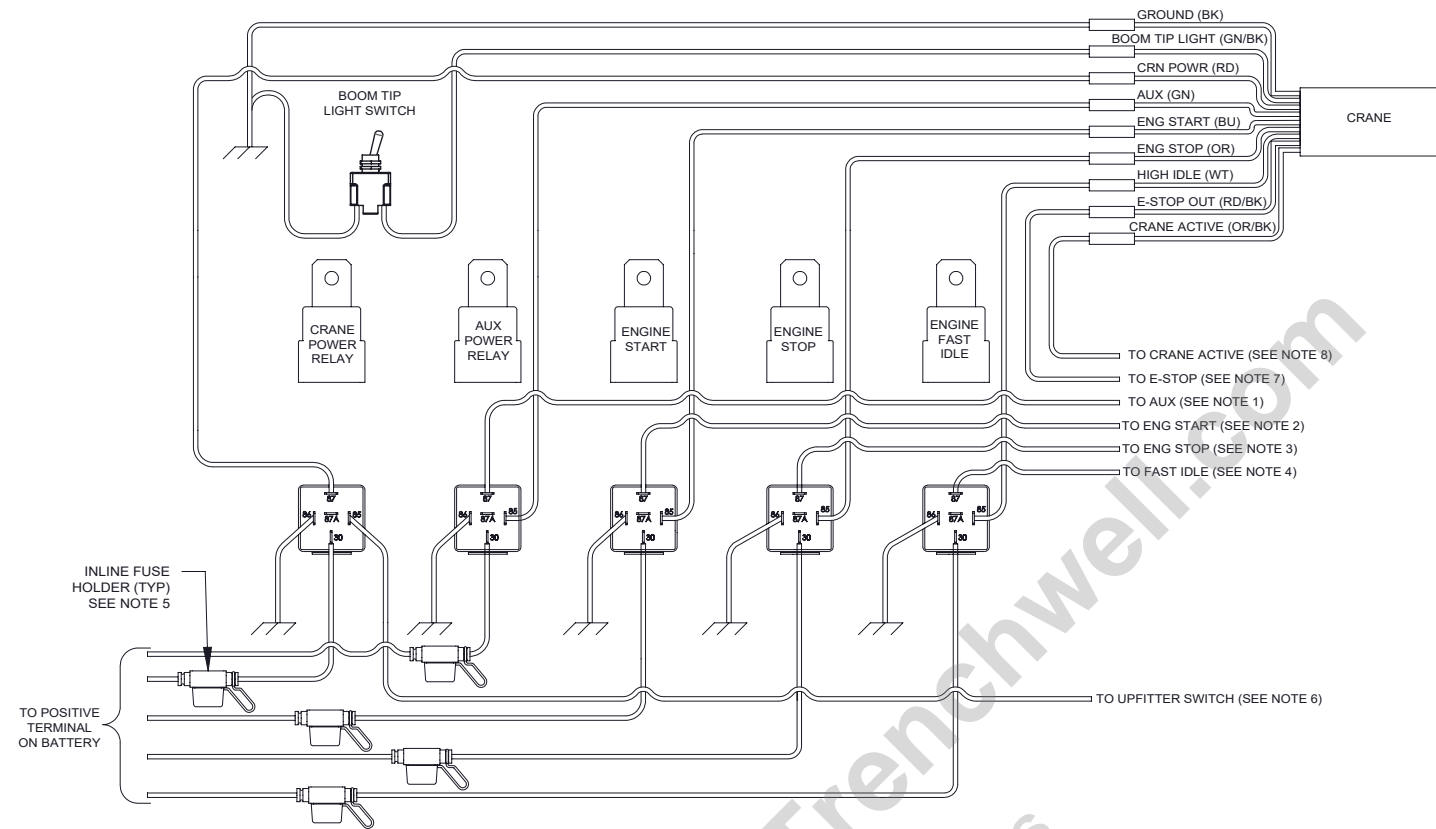 GROUND (BK)
BOOM TIP LIGHT (GN/BK)
CRN POWR (RD)
AUX (GN)
ENG START (BU)
ENG STOP (OR)
HIGH IDLE (WT)
E-STOP OUT (RD/BK)
CRANE ACTIVE (OR/BK)
CRANE
BOOM TIP
LIGHT SWITCH
CRANE
POWER
RELAY
AUX
POWER
RELAY
ENGINE
START
ENGINE
STOP
ENGINE
FAST
IDLE
TO CRANE ACTIVE (SEE NOTE 8)
TO E-STOP (SEE NOTE 7)
TO AUX (SEE NOTE 1)
TO ENG START (SEE NOTE 2)
TO ENG STOP (SEE NOTE 3)
TO FAST IDLE (SEE NOTE 4)
87
86 85
87A
30
87
86 85
87A
30
87
86 85
87A
30
87
86 85
87A
30
87
86 85
87A
30
INLINE FUSE
HOLDER (TYP)
SEE NOTE 5
TO POSITIVE
TERMINAL
ON BATTERY
TO UPFITTER SWITCH (SEE NOTE 6)
Trenchwell.com